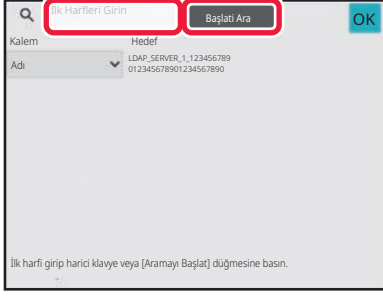 İlk Harfleri Girin
Başlati Ara
OK
Kalem
Hedef
Adı
LDAP_SERVER_1_123456789
012345678901234567890
İlk harfi girip harici klavye veya [Aramayı Başlat] düğmesine basın.